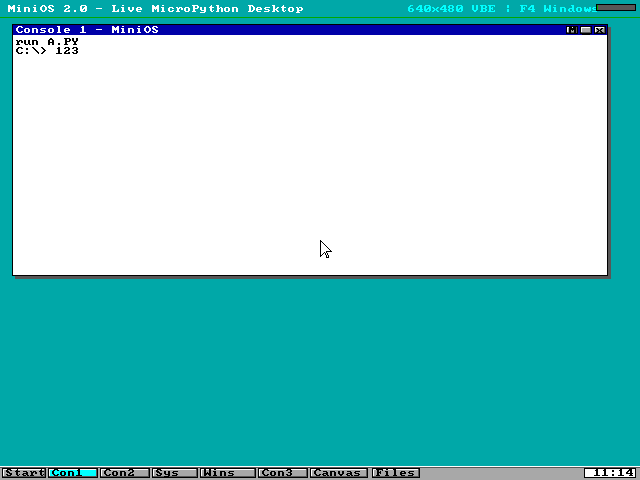 MiniOS 2.0 - Live MicroPython Desktop
640x480 VBE | F4 Windows
Console 1 - MiniOS
M
run A.PY
C:\> 123
Start Con1 Con2 Sys Wins Con3 Canvas Files 11:14